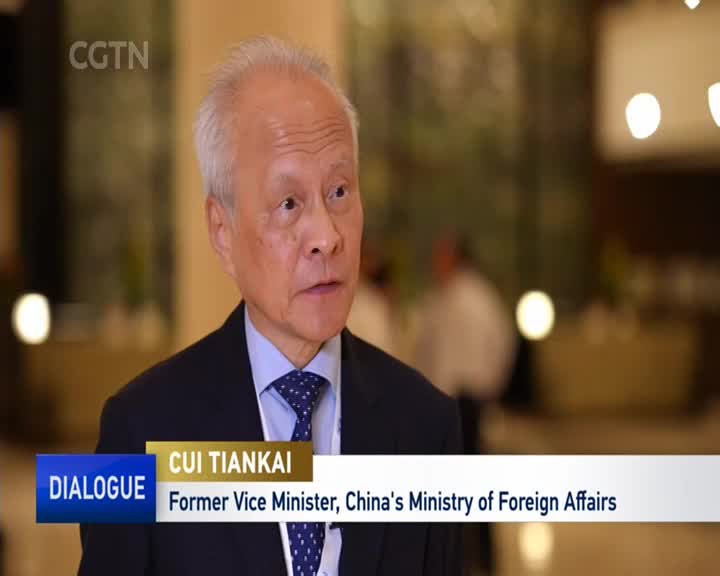 CGTN
CUI TIANKAI
DIALOGUE
Former Vice Minister, China's Ministry of Foreign Affairs